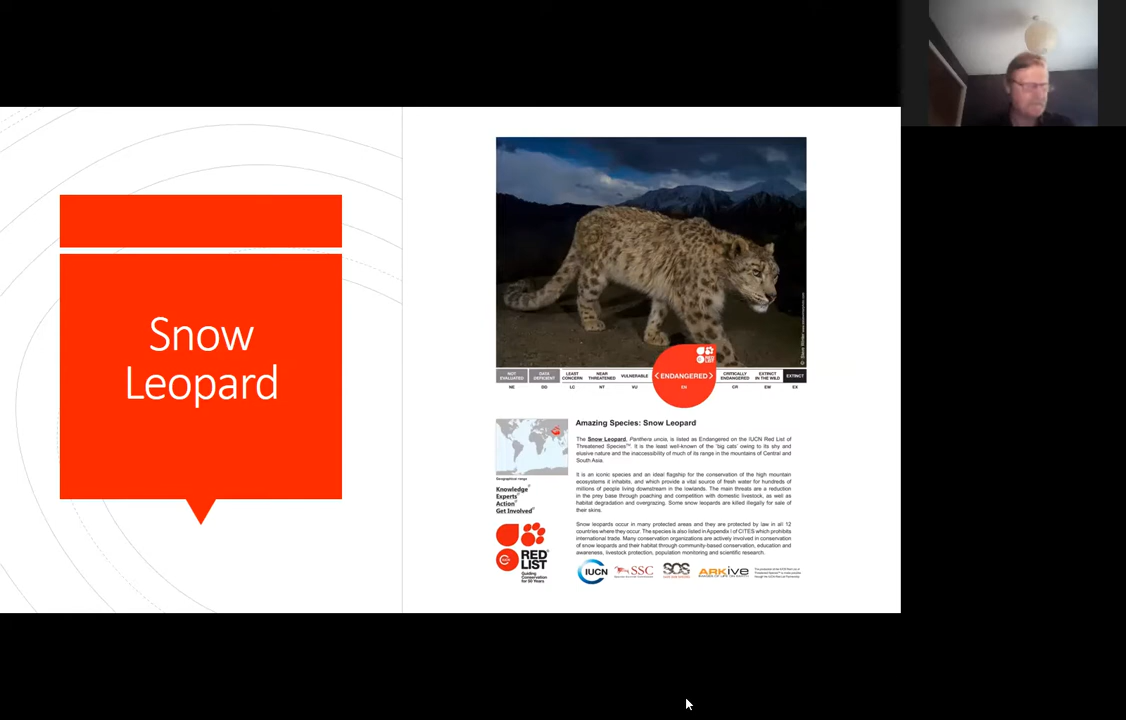 Snow
Leopard
NOT EVALUATED
DATA DEFICIENT
LEAST CONCERN
NEAR THREATENED
VULNERABLE
< ENDANGERED >
CRITICALLY ENDANGERED
EXTINCT IN THE WILD
EXTINCT
NE
DD
LC
NT
VU
EN
CR
EW
EX
Amazing Species: Snow Leopard
The Snow Leopard, Panthera uncia, is listed as Endangered on the IUCN Red List of
Threatened Species™. It is the least well-known of the 'big cats' owing to its shy and
elusive nature and the inaccessibility of much of its range in the mountains of Central and
South Asia.
It is an iconic species and an ideal flagship for the conservation of the high mountain
ecosystems it inhabits, and which provide a vital source of fresh water for hundreds of
millions of people living downstream in the lowlands. The main threats are a reduction
in the prey base through poaching and competition with domestic livestock, as well as
habitat degradation and overgrazing. Some snow leopards are killed illegally for sale of
their skins.
Snow leopards occur in many protected areas and they are protected by law in all 12
countries where they occur. The species is also listed in Appendix I of CITES which prohibits
international trade. Many conservation organizations are actively involved in conservation
of snow leopards and their habitat through community-based conservation, education and
awareness, livestock protection, population monitoring and scientific research.
Geographical range
Knowledge
Experts
Action
Get Involved
RED
LIST
Guiding
Conservation
for 50 Years
IUCN
SSC
SOS
ARKive